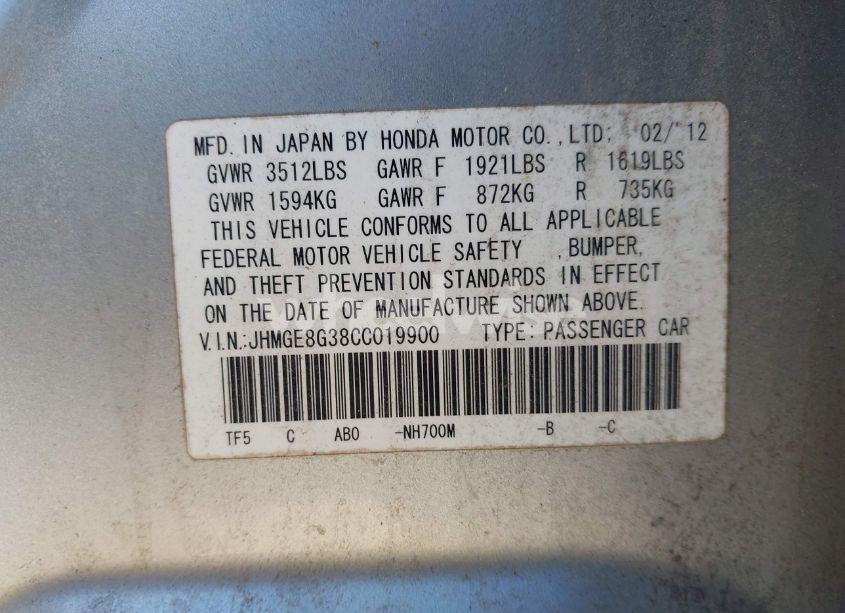 MFD. IN JAPAN BY HONDA MOTOR CO., LTD; 02/'12
GVWR 3512LBS GAWR F 1921LBS R 1619LBS
GVWR 1594KG GAWR F 872KG R 735KG
THIS VEHICLE CONFORMS TO ALL APPLICABLE
FEDERAL MOTOR VEHICLE SAFETY , BUMPER,
AND THEFT PREVENTION STANDARDS IN EFFECT
ON THE DATE OF MANUFACTURE SHOWN ABOVE.
V.I.N.:JHMGE8G38CC019900 TYPE: PASSENGER CAR
TF5 C AB0 -NH700M -B -C